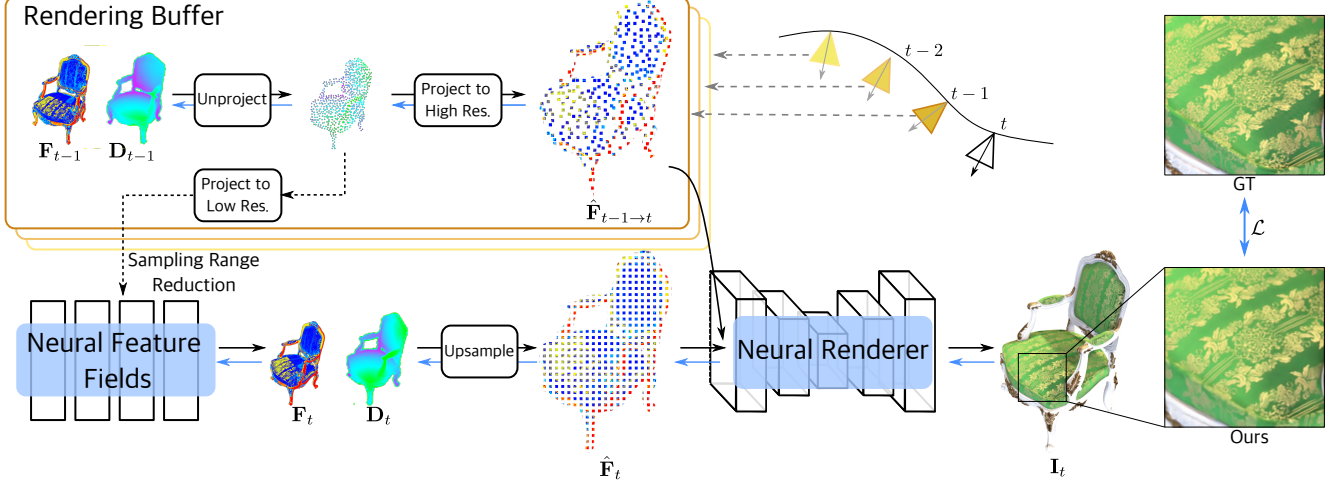 Rendering Buffer
F_{t−1}
D_{t−1}
Unproject
Project to
High Res.
F̂_{t−1→t}
Project to
Low Res.
t − 2
t − 1
t
GT
ℒ
Sampling Range
Reduction
Neural Feature
Fields
F_t
D_t
Upsample
F̂_t
Neural Renderer
I_t
Ours